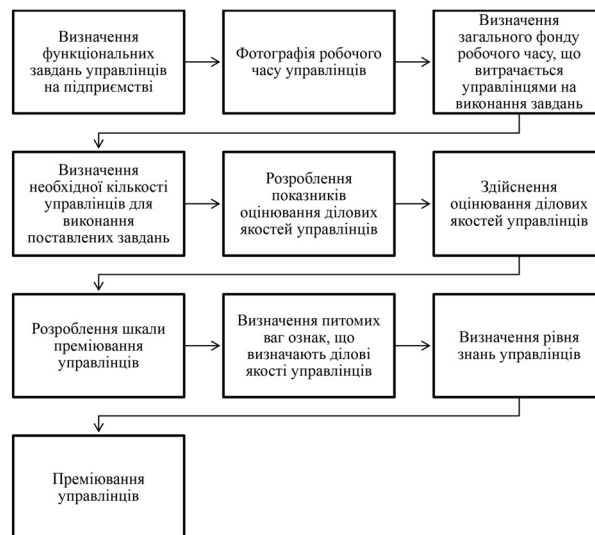 Визначення
функціональних
завдань управлінців
на підприємстві
Фотографія робочого
часу управлінців
Визначення
загального фонду
робочого часу, що
витрачається
управлінцями на
виконання завдань
Визначення
необхідної кількості
управлінців для
виконання
поставлених завдань
Розроблення
показників
оцінювання ділових
якостей управлінців
Здійснення
оцінювання ділових
якостей управлінців
Розроблення шкали
преміювання
управлінців
Визначення питомих
ваг ознак, що
визначають ділові
якості управлінців
Визначення рівня
знань управлінців
Преміювання
управлінців